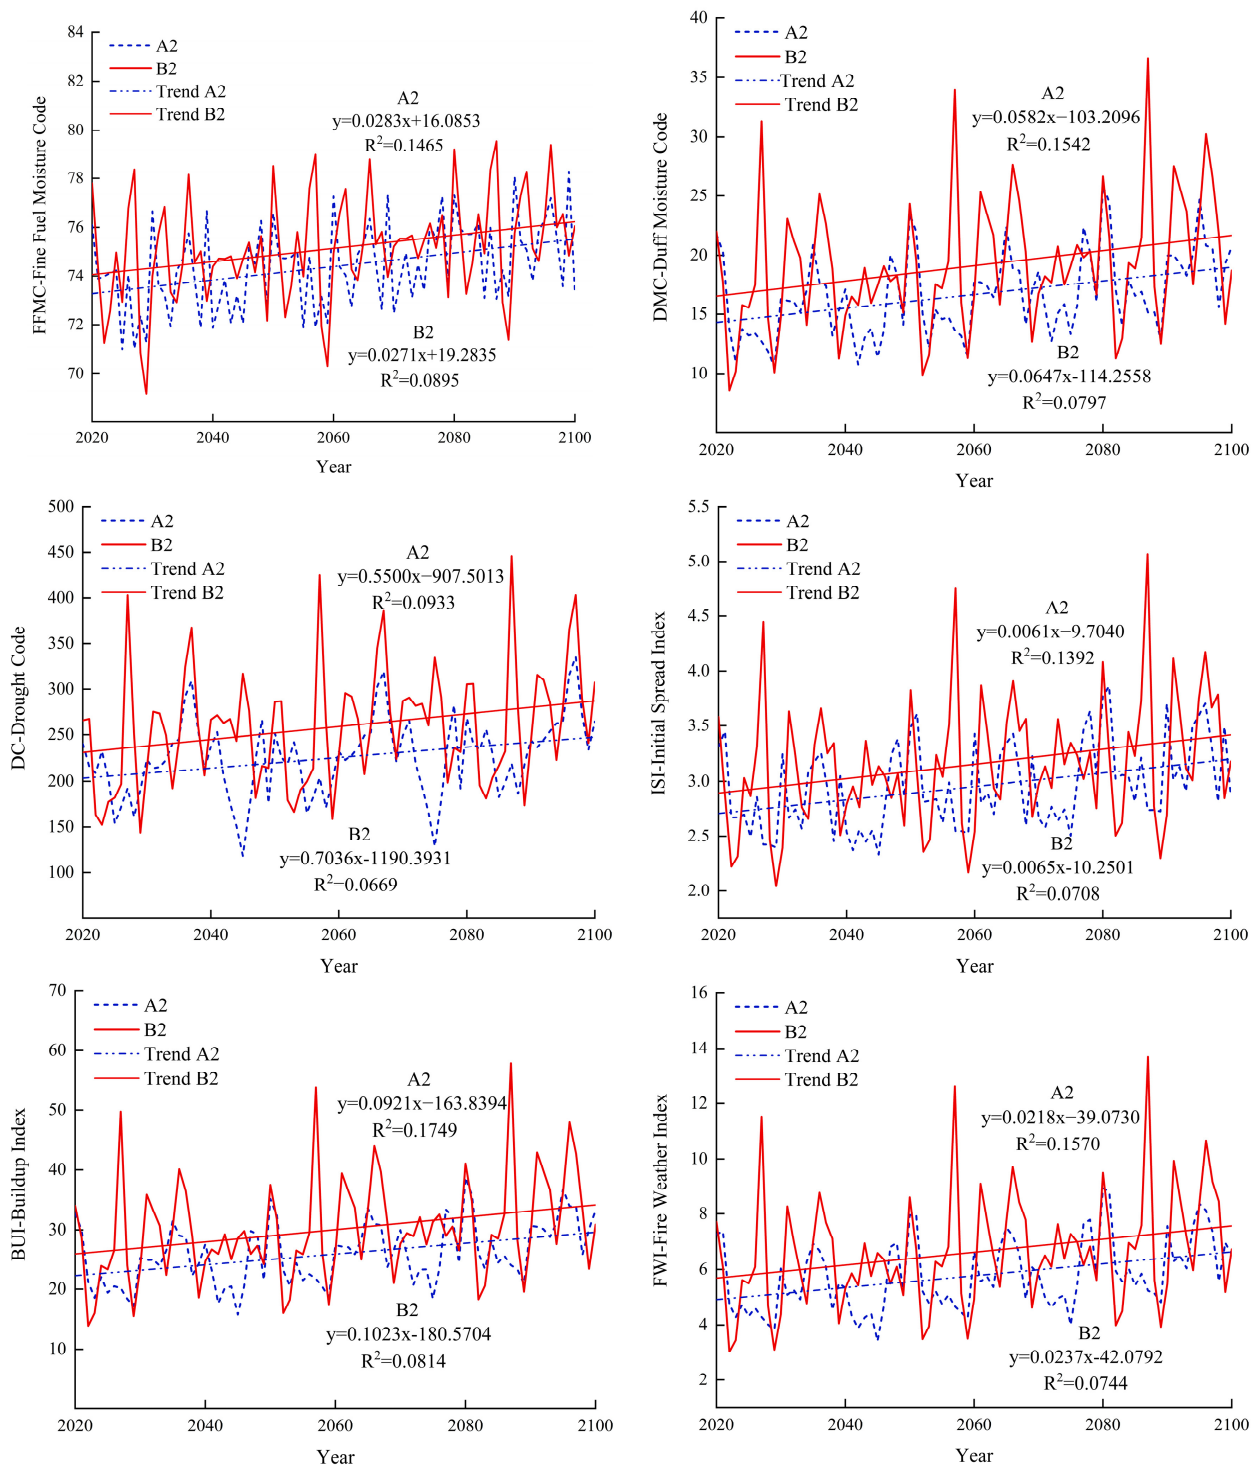 FFMC-Fine Fuel Moisture Code
84
82
80
78
76
74
72
70
A2
B2
Trend A2
Trend B2
A2
y=0.0283x+16.0853
R²=0.1465
B2
y=0.0271x+19.2835
R²=0.0895
2020 2040 2060 2080 2100
Year
DMC-Duff Moisture Code
40
35
30
25
20
15
10
A2
B2
Trend A2
Trend B2
A2
y=0.0582x−103.2096
R²=0.1542
B2
y=0.0647x-114.2558
R²=0.0797
2020 2040 2060 2080 2100
Year
DC-Drought Code
500
450
400
350
300
250
200
150
100
A2
B2
Trend A2
Trend B2
A2
y=0.5500x−907.5013
R²=0.0933
B2
y=0.7036x-1190.3931
R²−0.0669
2020 2040 2060 2080 2100
Year
ISI-Initial Spread Index
5.5
5.0
4.5
4.0
3.5
3.0
2.5
2.0
A2
B2
Trend A2
Trend B2
A2
y=0.0061x−9.7040
R²=0.1392
B2
y=0.0065x-10.2501
R²=0.0708
2020 2040 2060 2080 2100
Year
BUI-Buildup Index
70
60
50
40
30
20
10
A2
B2
Trend A2
Trend B2
A2
y=0.0921x−163.8394
R²=0.1749
B2
y=0.1023x-180.5704
R²=0.0814
2020 2040 2060 2080 2100
Year
FWI-Fire Weather Index
16
14
12
10
8
6
4
2
A2
B2
Trend A2
Trend B2
A2
y=0.0218x−39.0730
R²=0.1570
B2
y=0.0237x-42.0792
R²=0.0744
2020 2040 2060 2080 2100
Year